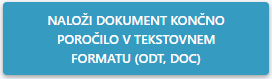 NALOŽI DOKUMENT KONČNO
POROČILO V TEKSTOVNEM
FORMATU (ODT, DOC)